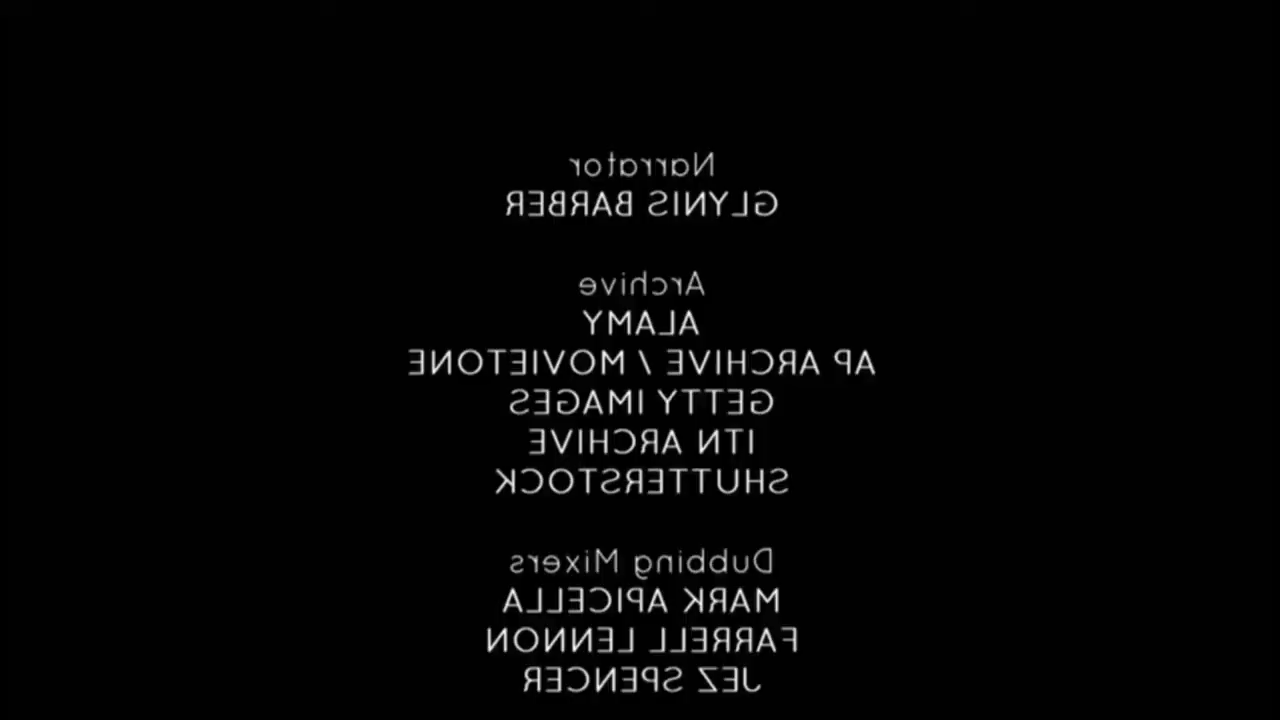 Narrator
GLYNIS BARBER
Archive
ALAMY
AP ARCHIVE / MOVIETONE
GETTY IMAGES
ITN ARCHIVE
SHUTTERSTOCK
Dubbing Mixers
MARK APICELLA
FARRELL LENNON
JEZ SPENCER